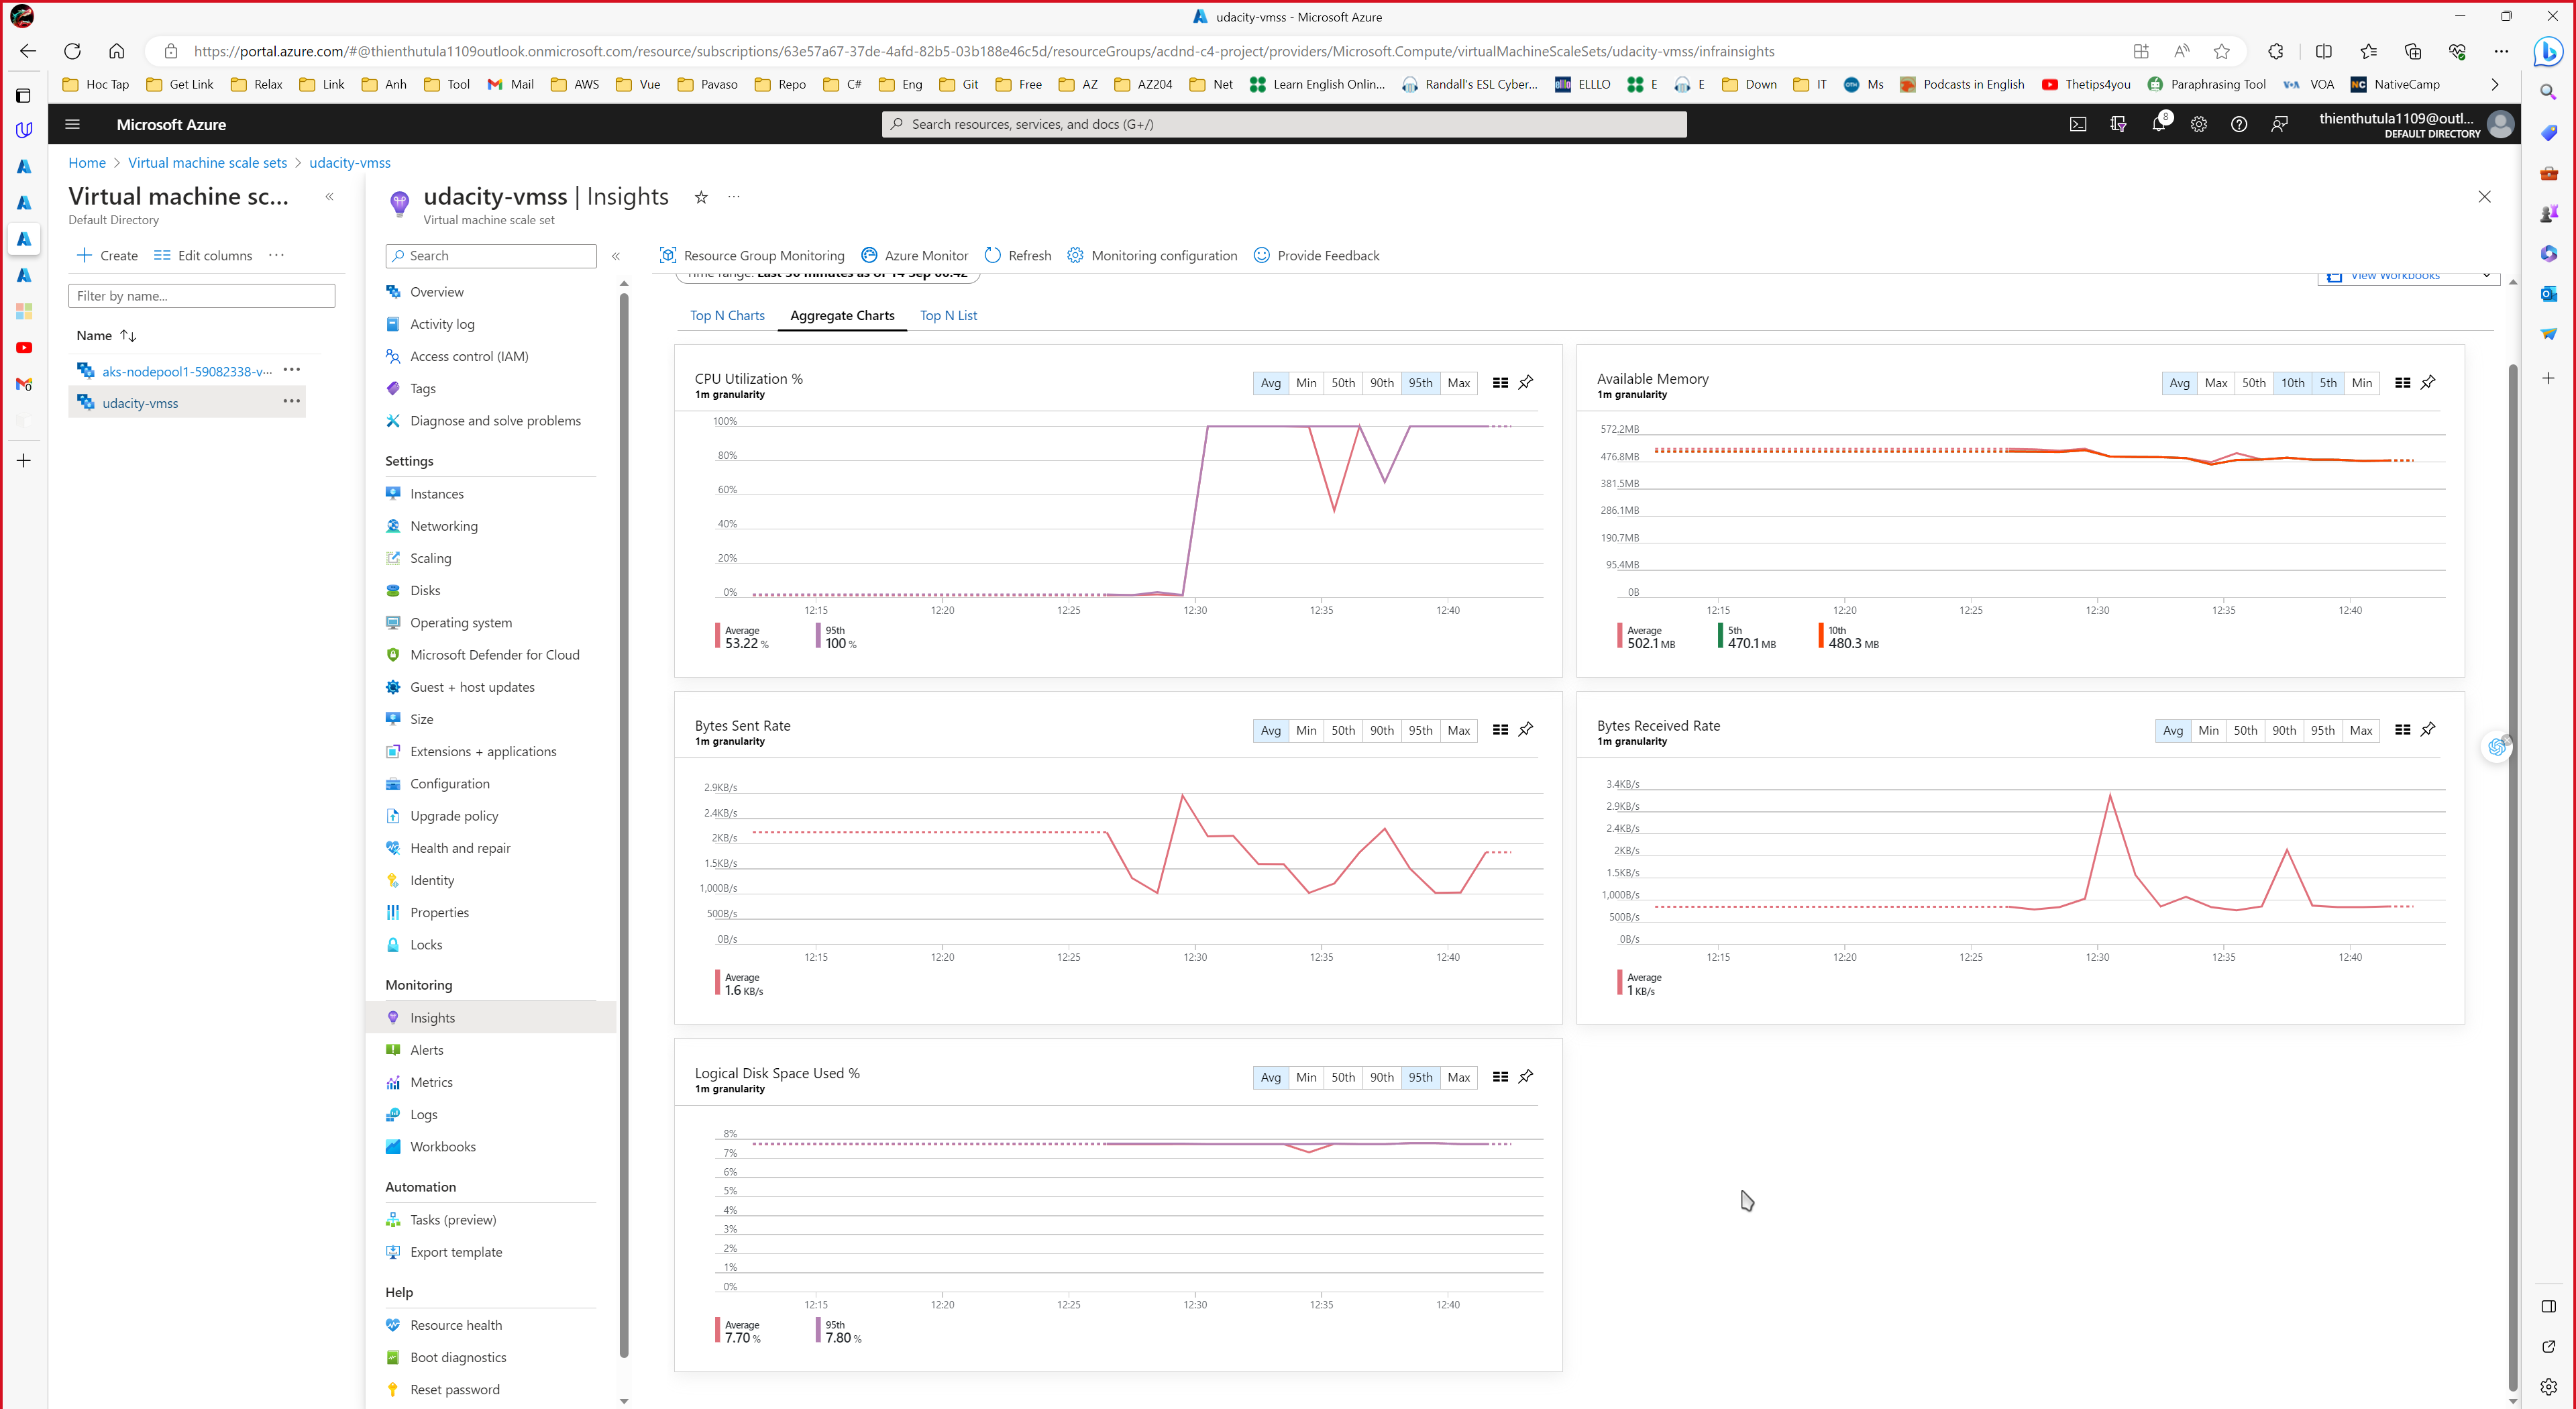 udacity-vmss - Microsoft Azure
https://portal.azure.com/#@thienthutula1109outlook.onmicrosoft.com/resource/subscriptions/63e57a67-37de-4afd-82b5-03b188e46c5d/resourceGroups/acdnd-c4-project/providers/Microsoft.Compute/virtualMachineScaleSets/udacity-vmss/infrainsights
Hoc Tap Get Link Relax Link Anh Tool Mail AWS Vue Pavaso Repo C# Eng Git Free AZ AZ204 Net Learn English Onlin... Randall's ESL Cyber... ELLLO E E Down IT Ms Podcasts in English Thetips4you Paraphrasing Tool VOA NativeCamp
Microsoft Azure
Search resources, services, and docs (G+/)
8
thienthutula1109@outl...
DEFAULT DIRECTORY
Home > Virtual machine scale sets > udacity-vmss
Virtual machine sc...
Default Directory
Create Edit columns ...
Filter by name...
Name
aks-nodepool1-59082338-v...
udacity-vmss
udacity-vmss | Insights
Virtual machine scale set
Search
Overview
Activity log
Access control (IAM)
Tags
Diagnose and solve problems
Settings
Instances
Networking
Scaling
Disks
Operating system
Microsoft Defender for Cloud
Guest + host updates
Size
Extensions + applications
Configuration
Upgrade policy
Health and repair
Identity
Properties
Locks
Monitoring
Insights
Alerts
Metrics
Logs
Workbooks
Automation
Tasks (preview)
Export template
Help
Resource health
Boot diagnostics
Reset password
Resource Group Monitoring Azure Monitor Refresh Monitoring configuration Provide Feedback
Time range: Last 30 minutes as of 14 Sep 00:42
View Workbooks
Top N Charts Aggregate Charts Top N List
CPU Utilization %
1m granularity
Avg Min 50th 90th 95th Max
100%
80%
60%
40%
20%
0%
12:15 12:20 12:25 12:30 12:35 12:40
Average 95th
53.22 % 100 %
Available Memory
1m granularity
Avg Max 50th 10th 5th Min
572.2MB
476.8MB
381.5MB
286.1MB
190.7MB
95.4MB
0B
12:15 12:20 12:25 12:30 12:35 12:40
Average 5th 10th
502.1 MB 470.1 MB 480.3 MB
Bytes Sent Rate
1m granularity
Avg Min 50th 90th 95th Max
2.9KB/s
2.4KB/s
2KB/s
1.5KB/s
1,000B/s
500B/s
0B/s
12:15 12:20 12:25 12:30 12:35 12:40
Average
1.6 KB/s
Bytes Received Rate
1m granularity
Avg Min 50th 90th 95th Max
3.4KB/s
2.9KB/s
2.4KB/s
2KB/s
1.5KB/s
1,000B/s
500B/s
0B/s
12:15 12:20 12:25 12:30 12:35 12:40
Average
1 KB/s
Logical Disk Space Used %
1m granularity
Avg Min 50th 90th 95th Max
8%
7%
6%
5%
4%
3%
2%
1%
0%
12:15 12:20 12:25 12:30 12:35 12:40
Average 95th
7.70 % 7.80 %